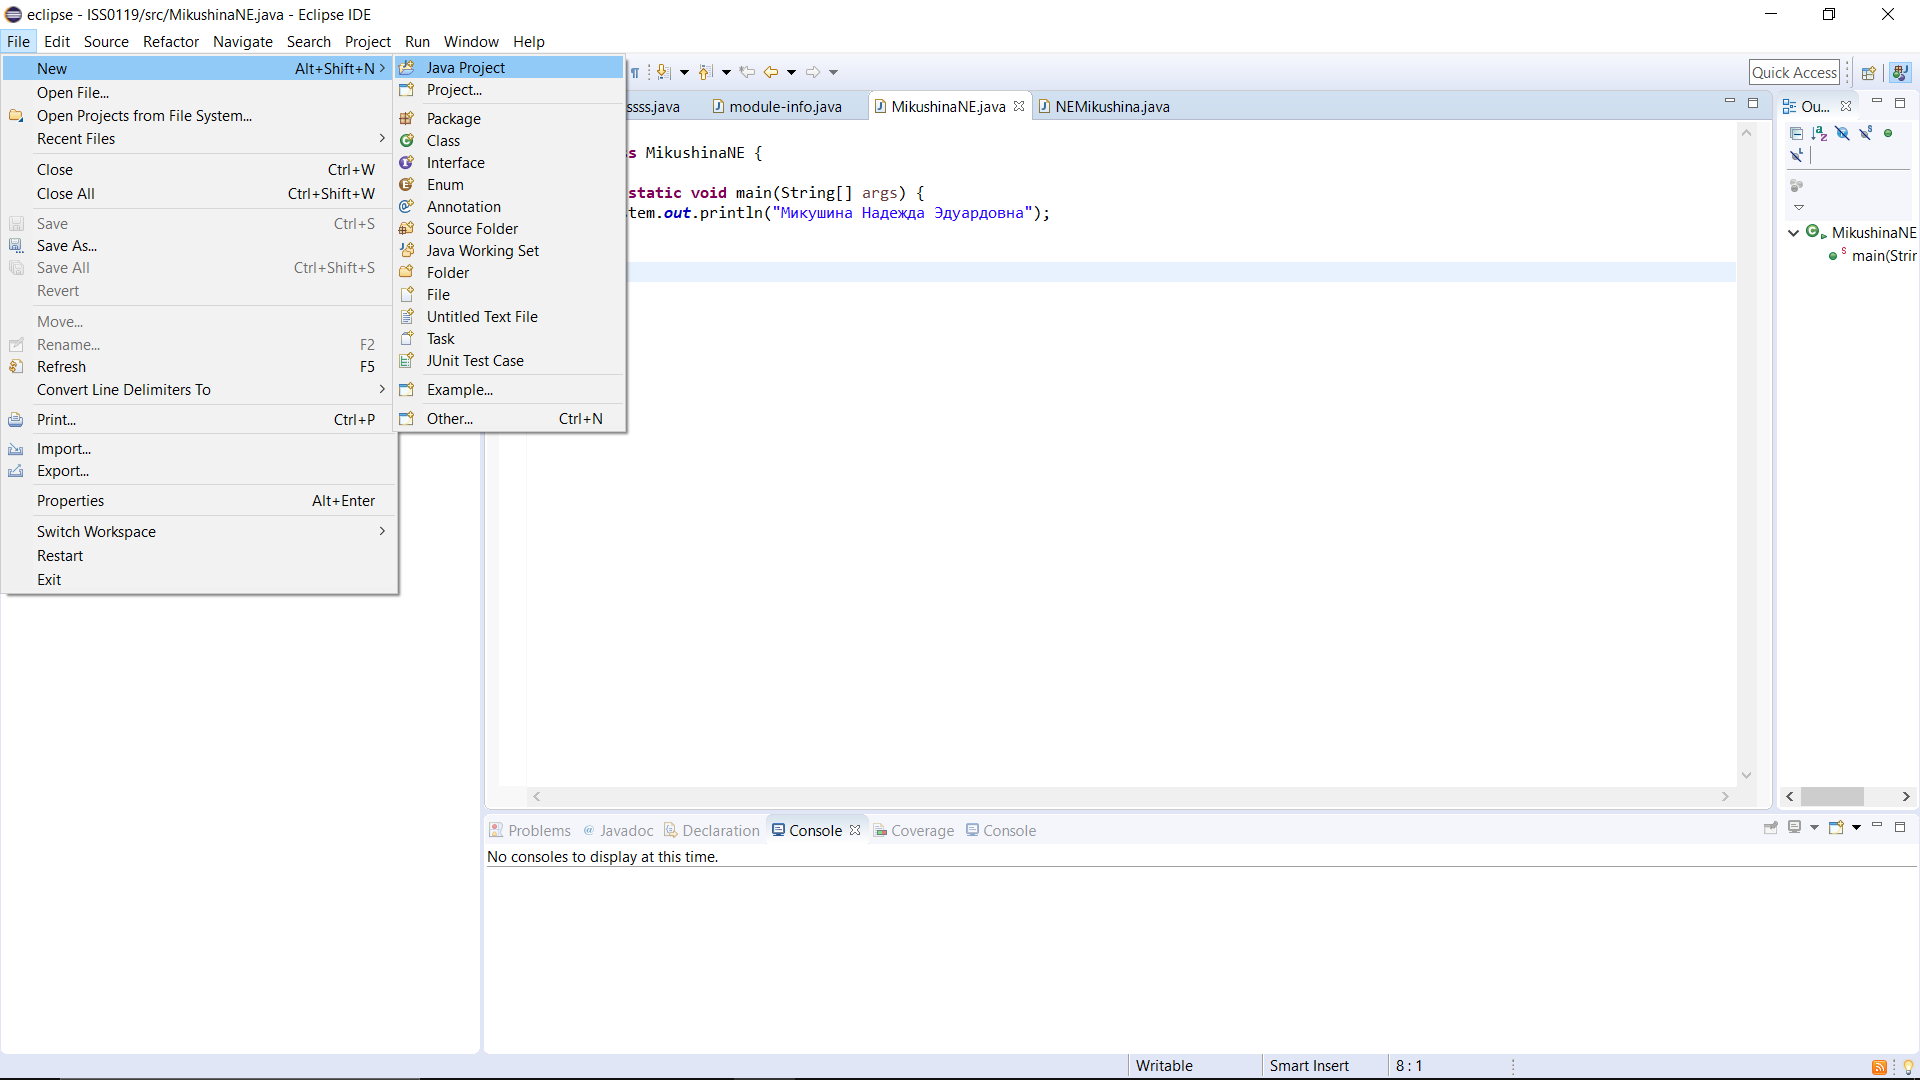 eclipse - ISS0119/src/MikushinaNE.java - Eclipse IDE
File Edit Source Refactor Navigate Search Project Run Window Help
New Alt+Shift+N
Open File...
Open Projects from File System...
Recent Files
Close Ctrl+W
Close All Ctrl+Shift+W
Save Ctrl+S
Save As...
Save All Ctrl+Shift+S
Revert
Move...
Rename... F2
Refresh F5
Convert Line Delimiters To
Print... Ctrl+P
Import...
Export...
Properties Alt+Enter
Switch Workspace
Restart
Exit
Java Project
Project...
Package
Class
Interface
Enum
Annotation
Source Folder
Java Working Set
Folder
File
Untitled Text File
Task
JUnit Test Case
Example...
Other... Ctrl+N
Quick Access
ssss.java module-info.java MikushinaNE.java NEMikushina.java
s MikushinaNE {
static void main(String[] args) {
tem.out.println("Микушина Надежда Эдуардовна");
Ou...
MikushinaNE
main(Strir
Problems @ Javadoc Declaration Console Coverage Console
No consoles to display at this time.
Writable Smart Insert 8 : 1